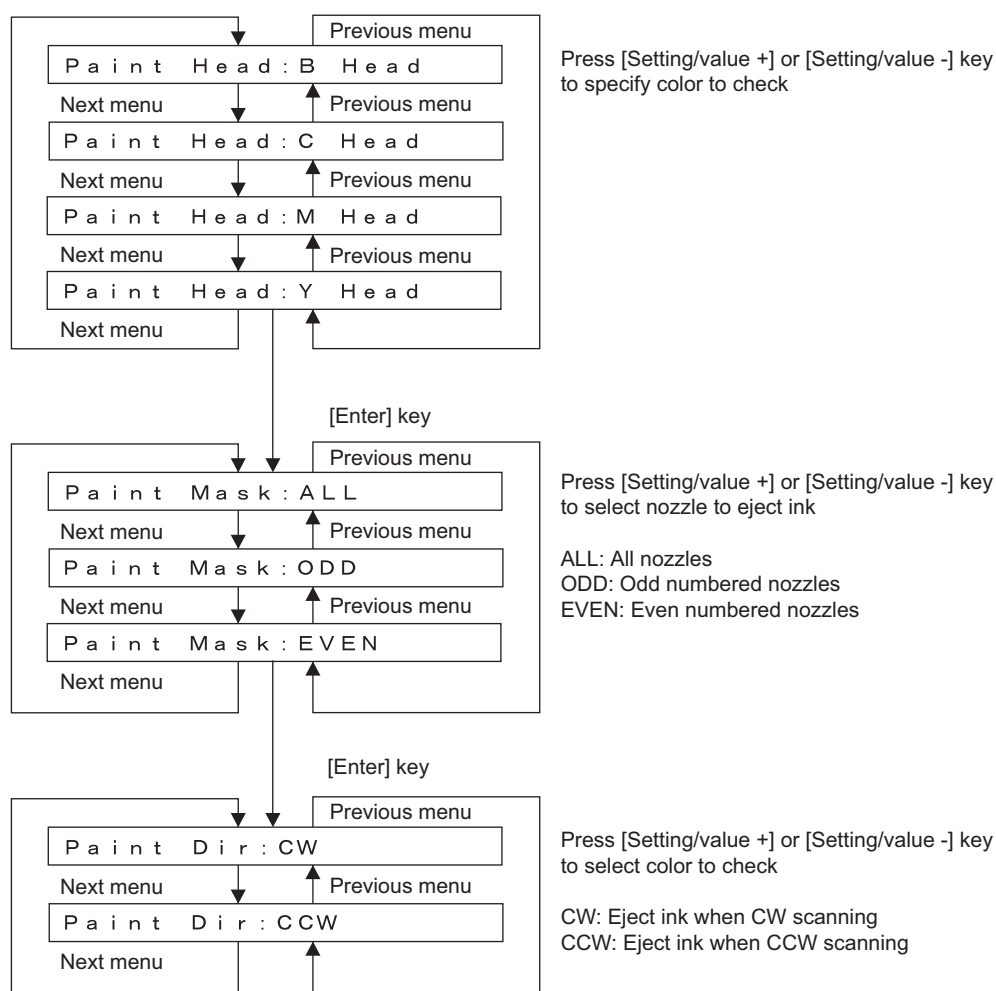 Previous menu
Paint Head:B Head
Next menu
Previous menu
Paint Head:C Head
Next menu
Previous menu
Paint Head:M Head
Next menu
Previous menu
Paint Head:Y Head
Next menu
Press [Setting/value +] or [Setting/value -] key
to specify color to check
[Enter] key
Previous menu
Paint Mask:ALL
Next menu
Previous menu
Paint Mask:ODD
Next menu
Previous menu
Paint Mask:EVEN
Next menu
Press [Setting/value +] or [Setting/value -] key
to select nozzle to eject ink
ALL: All nozzles
ODD: Odd numbered nozzles
EVEN: Even numbered nozzles
[Enter] key
Previous menu
Paint Dir:CW
Next menu
Previous menu
Paint Dir:CCW
Next menu
Press [Setting/value +] or [Setting/value -] key
to select color to check
CW: Eject ink when CW scanning
CCW: Eject ink when CCW scanning